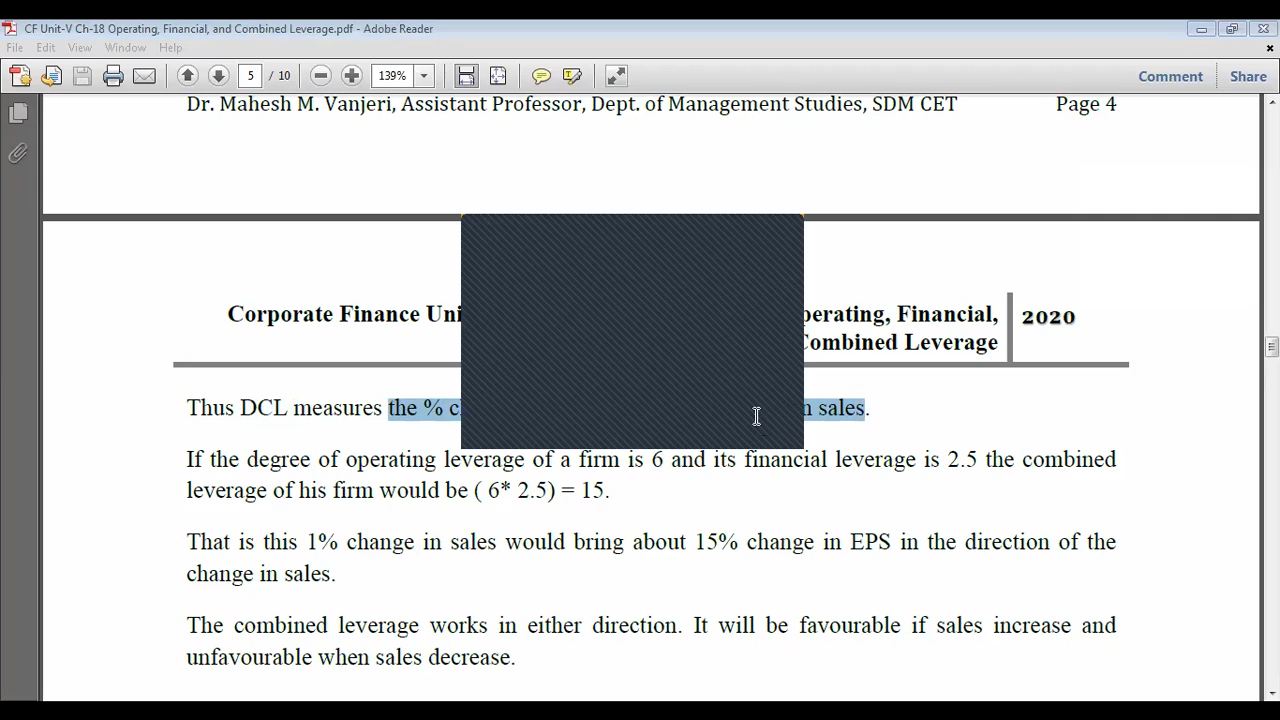 CF Unit-V Ch-18 Operating, Financial, and Combined Leverage.pdf - Adobe Reader
File Edit View Window Help
5 / 10 139% Comment Share
Dr. Mahesh M. Vanjeri, Assistant Professor, Dept. of Management Studies, SDM CET Page 4
Corporate Finance Financial, 2020
Leverage
Thus DCL measures the % sales.
If the degree of operating leverage of a firm is 6 and its financial leverage is 2.5 the combined
leverage of his firm would be ( 6* 2.5) = 15.
That is this 1% change in sales would bring about 15% change in EPS in the direction of the
change in sales.
The combined leverage works in either direction. It will be favourable if sales increase and
unfavourable when sales decrease.